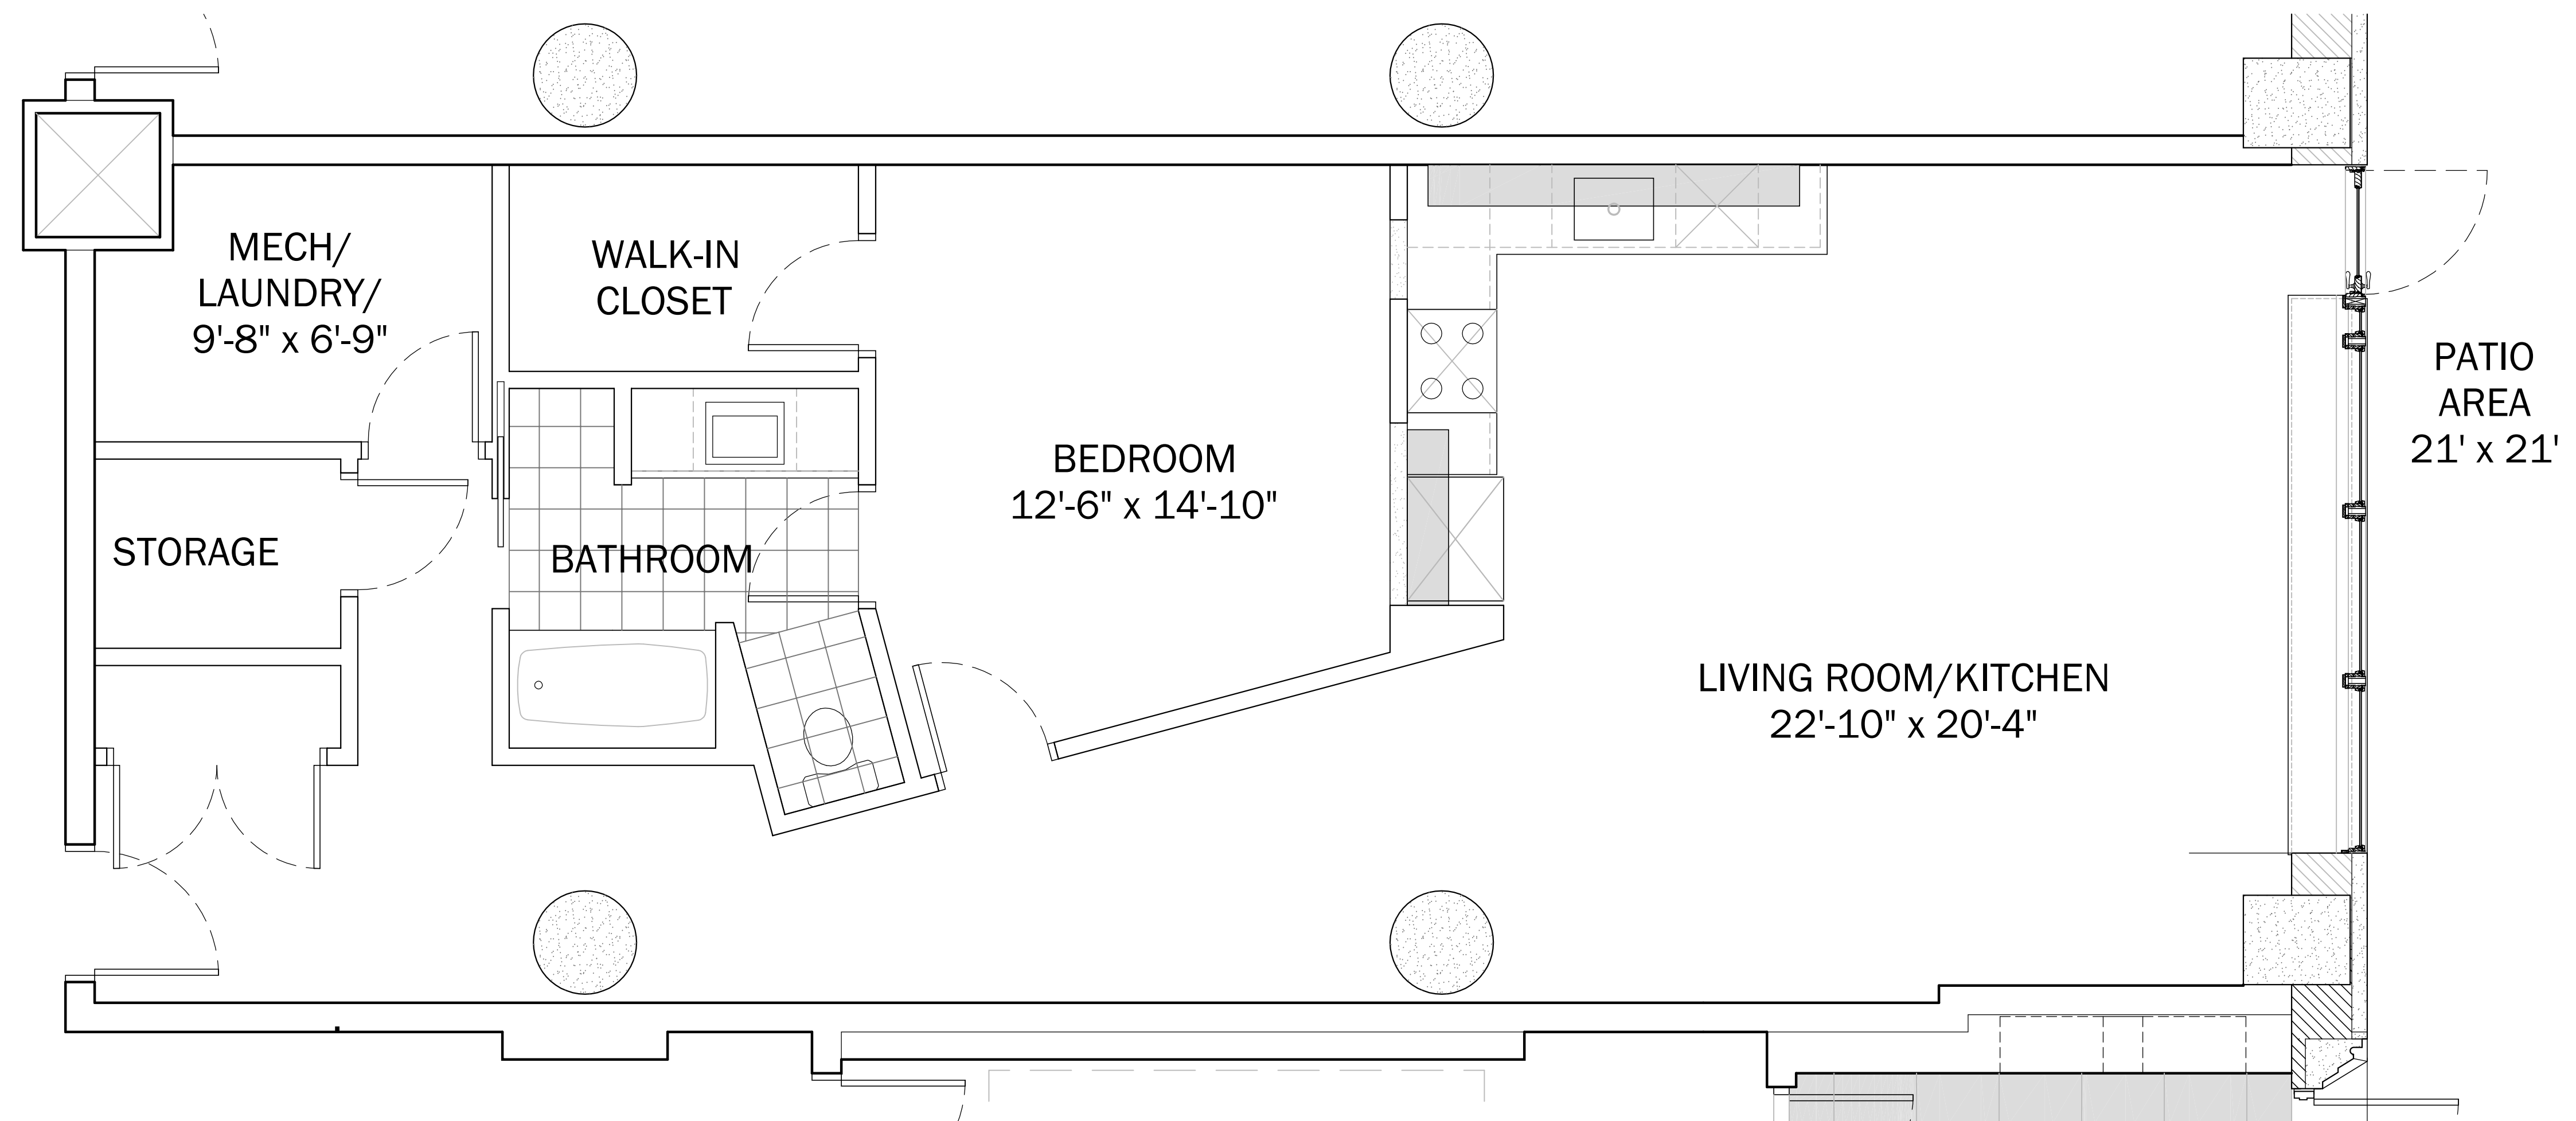 MECH/
LAUNDRY/
9'-8" x 6'-9"
WALK-IN
CLOSET
STORAGE
BATHROOM
BEDROOM
12'-6" x 14'-10"
LIVING ROOM/KITCHEN
22'-10" x 20'-4"
PATIO
AREA
21' x 21'